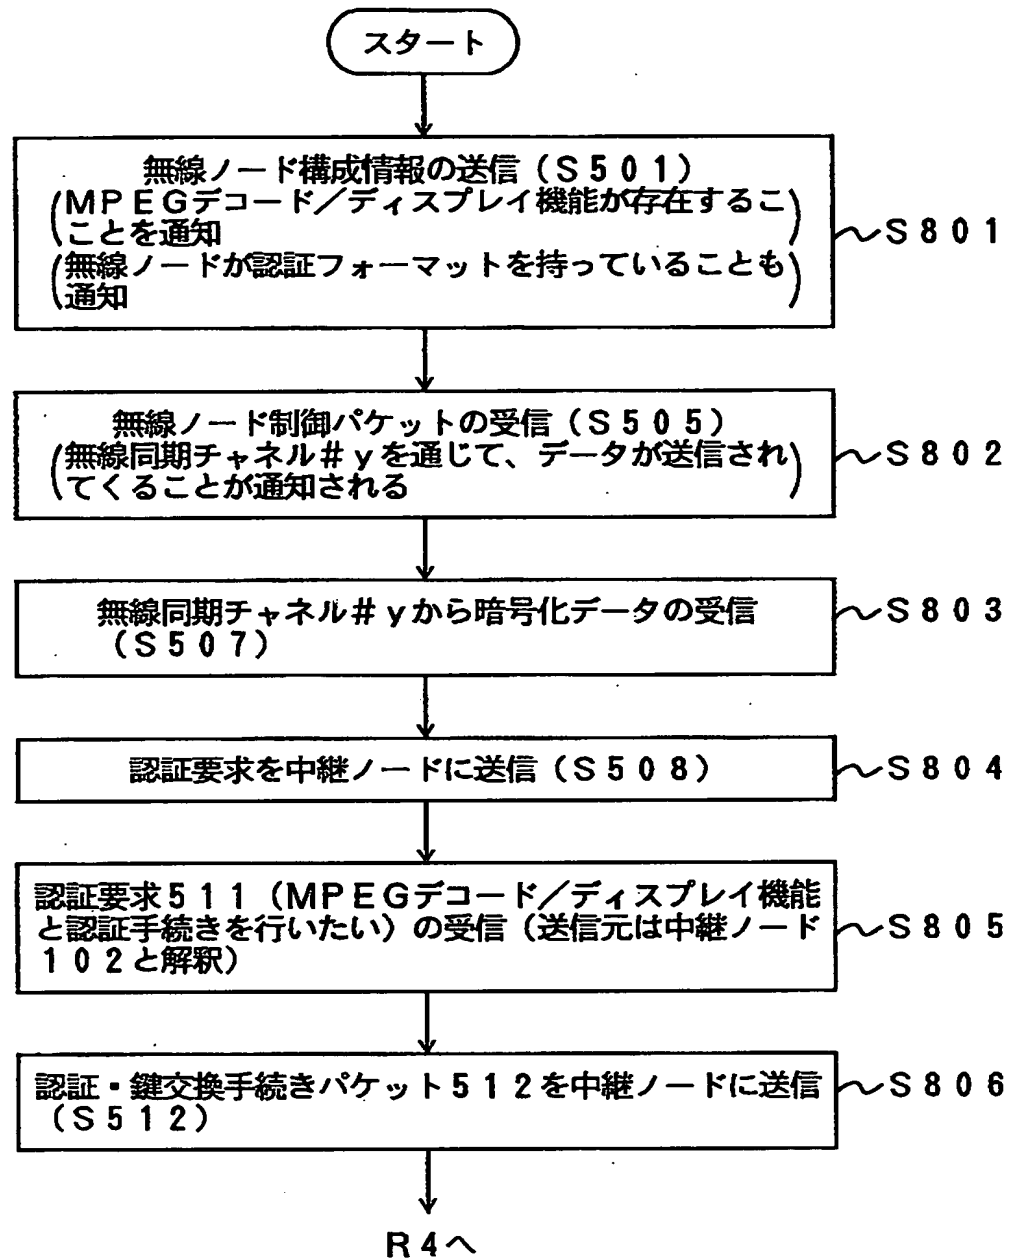 スタート
無線ノード構成情報の送信(S501)
(MPEGデコード/ディスプレイ機能が存在するこ
ことを通知)
(無線ノードが認証フォーマットを持っていることも
通知)
~S801
無線ノード制御パケットの受信(S505)
(無線同期チャネル#yを通じて、データが送信され
てくることが通知される)
~S802
無線同期チャネル#yから暗号化データの受信
(S507)
~S803
認証要求を中継ノードに送信(S508)
~S804
認証要求511(MPEGデコード/ディスプレイ機能
と認証手続きを行いたい)の受信(送信元は中継ノード
102と解釈)
~S805
認証・鍵交換手続きパケット512を中継ノードに送信
(S512)
~S806
R4へ